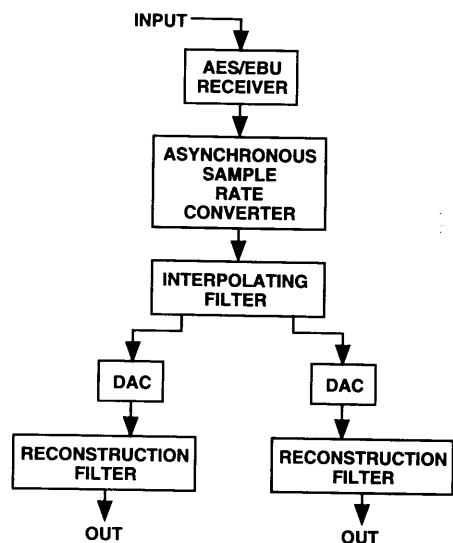 INPUT
AES/EBU
RECEIVER
ASYNCHRONOUS
SAMPLE
RATE
CONVERTER
INTERPOLATING
FILTER
DAC
DAC
RECONSTRUCTION
FILTER
RECONSTRUCTION
FILTER
OUT
OUT